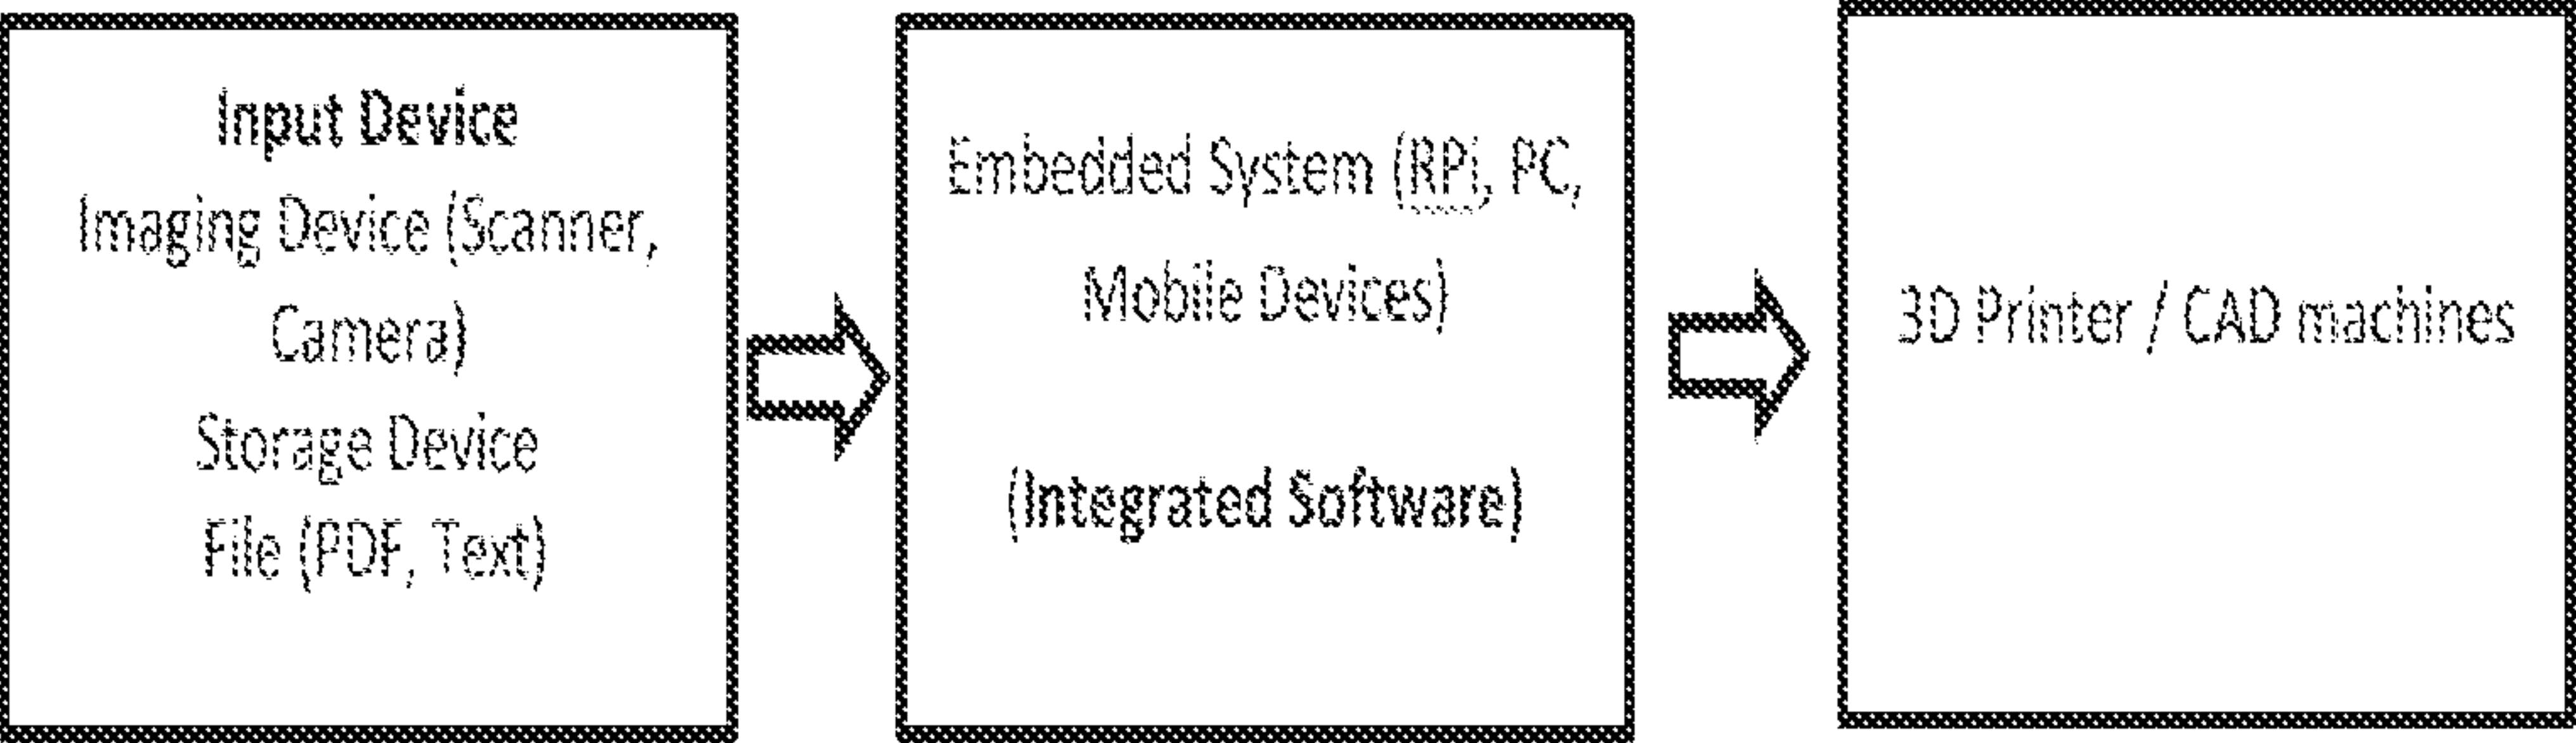 Input Device
Imaging Device (Scanner,
Camera)
Storage Device
File (PDF, Text)
Embedded System (RPi, PC,
Mobile Devices)
(Integrated Software)
3D Printer / CAD machines